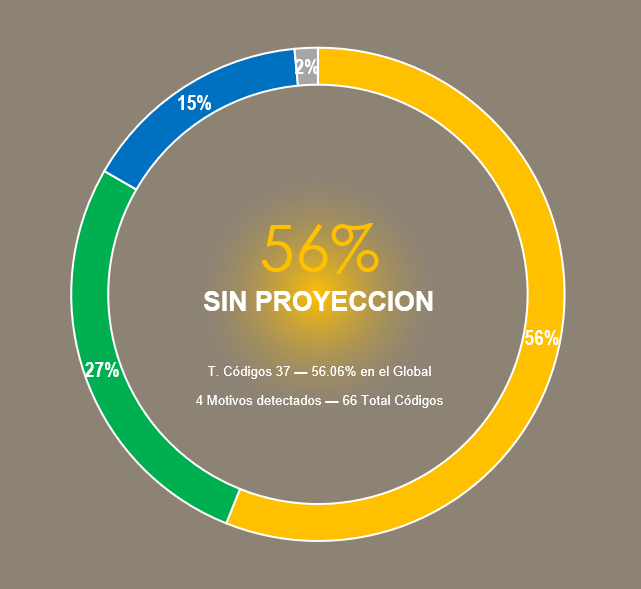 2%
15%
56%
SIN PROYECCION
56%
27%
T. Códigos 37 — 56.06% en el Global
4 Motivos detectados — 66 Total Códigos